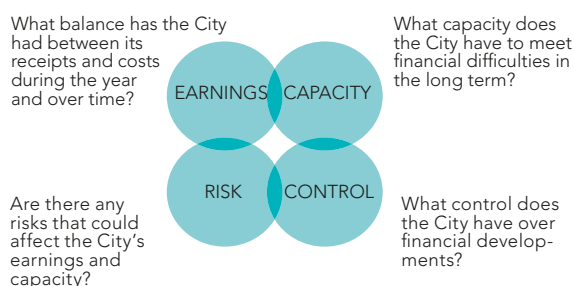 What balance has the City
had between its
receipts and costs
during the year
and over time?
What capacity does
the City have to meet
financial difficulties in
the long term?
EARNINGS
CAPACITY
RISK
CONTROL
Are there any
risks that could
affect the City's
earnings and
capacity?
What control does
the City have over
financial develop-
ments?